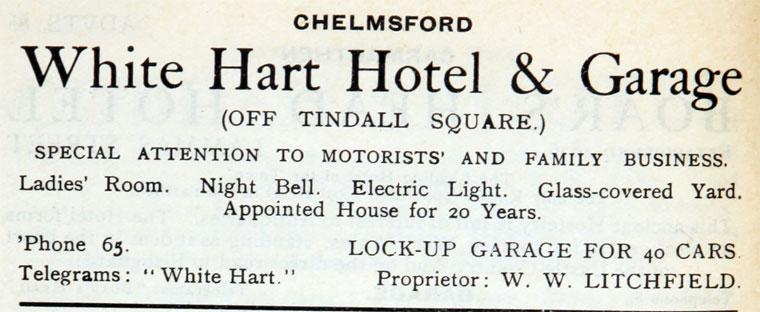 CHELMSFORD
White Hart Hotel & Garage
(OFF TINDALL SQUARE.)
SPECIAL ATTENTION TO MOTORISTS' AND FAMILY BUSINESS.
Ladies' Room. Night Bell. Electric Light. Glass-covered Yard.
Appointed House for 20 Years.
'Phone 65. LOCK-UP GARAGE FOR 40 CARS.
Telegrams: "White Hart." Proprietor: W. W. LITCHFIELD.